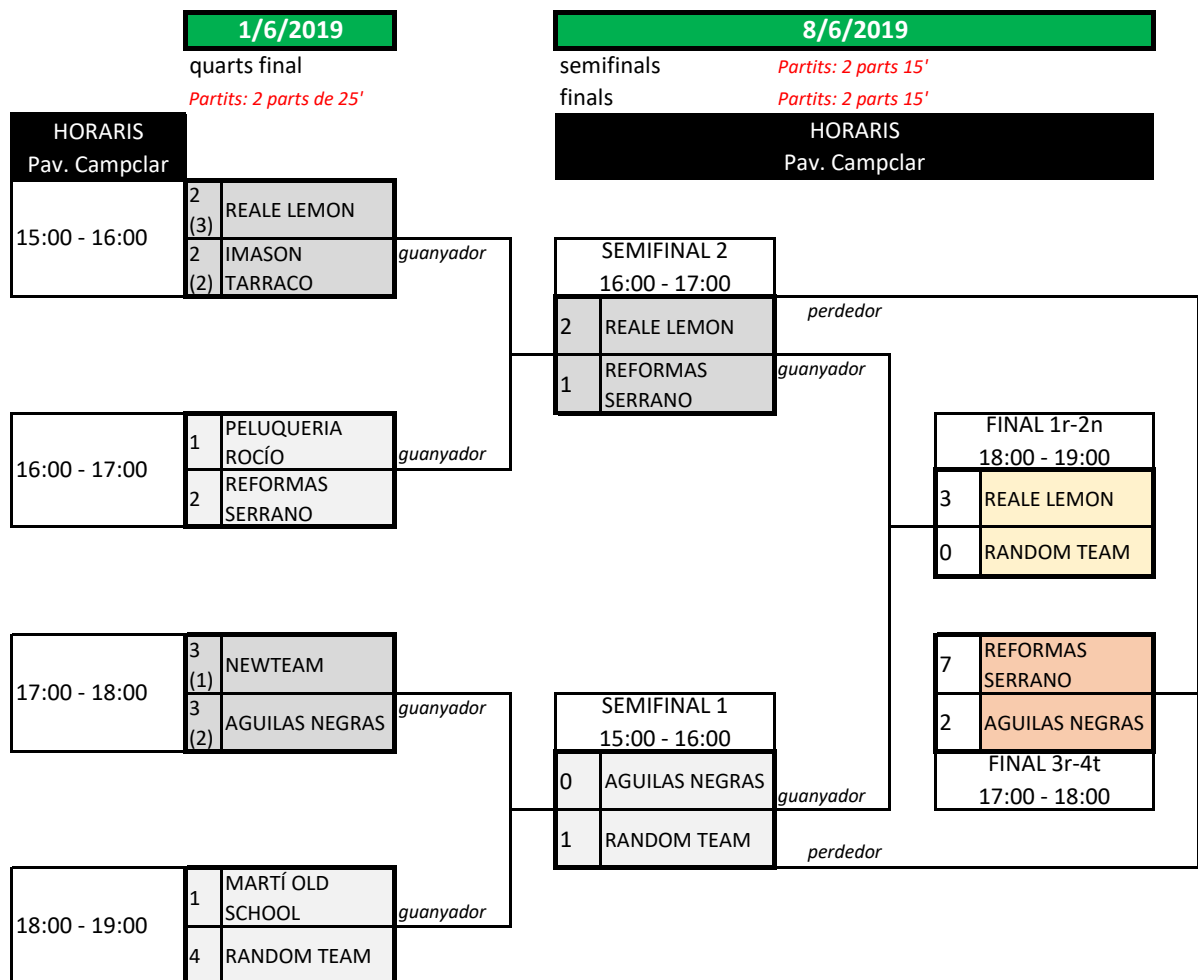 1/6/2019
8/6/2019
quarts final
semifinals
Partits: 2 parts 15'
Partits: 2 parts de 25'
finals
Partits: 2 parts 15'
HORARIS
Pav. Campclar
HORARIS
Pav. Campclar
15:00 - 16:00
2
(3)
REALE LEMON
2
(2)
IMASON
TARRACO
guanyador
16:00 - 17:00
1
PELUQUERIA
ROCÍO
2
REFORMAS
SERRANO
guanyador
17:00 - 18:00
3
(1)
NEWTEAM
3
(2)
AGUILAS NEGRAS
guanyador
18:00 - 19:00
1
MARTÍ OLD
SCHOOL
4
RANDOM TEAM
guanyador
SEMIFINAL 2
16:00 - 17:00
2
REALE LEMON
1
REFORMAS
SERRANO
perdedor
guanyador
SEMIFINAL 1
15:00 - 16:00
0
AGUILAS NEGRAS
1
RANDOM TEAM
guanyador
perdedor
FINAL 1r-2n
18:00 - 19:00
3
REALE LEMON
0
RANDOM TEAM
7
REFORMAS
SERRANO
2
AGUILAS NEGRAS
FINAL 3r-4t
17:00 - 18:00